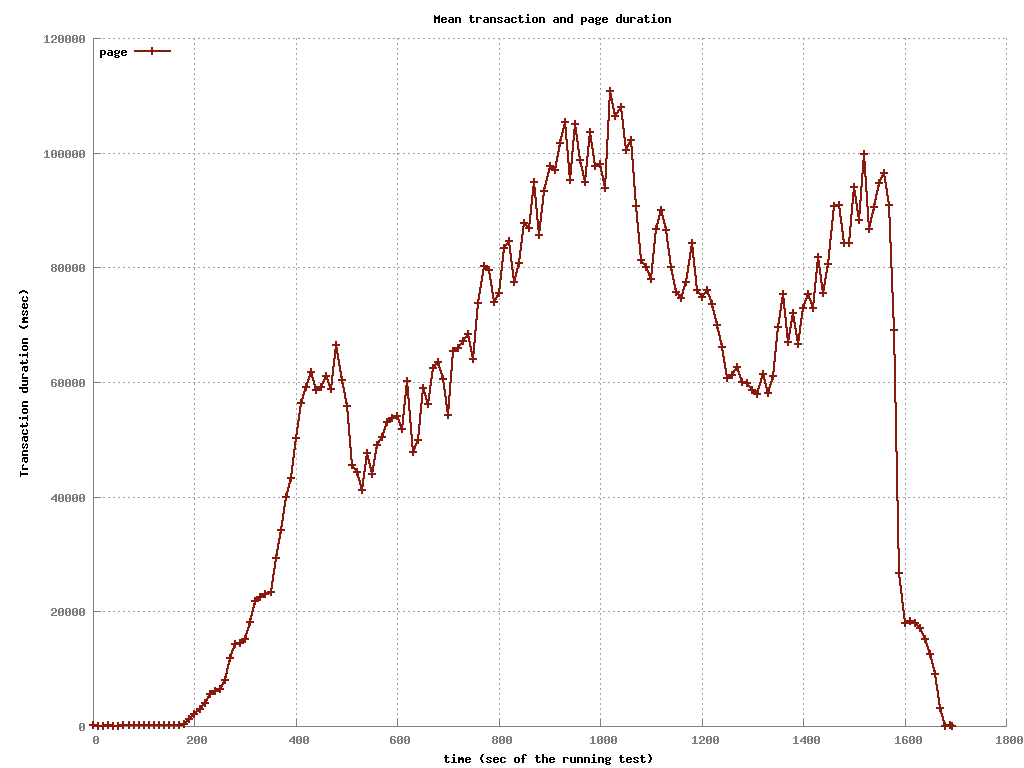 Mean transaction and page duration
page
120000
100000
80000
60000
40000
20000
0
Transaction duration (msec)
0 200 400 600 800 1000 1200 1400 1600 1800
time (sec of the running test)